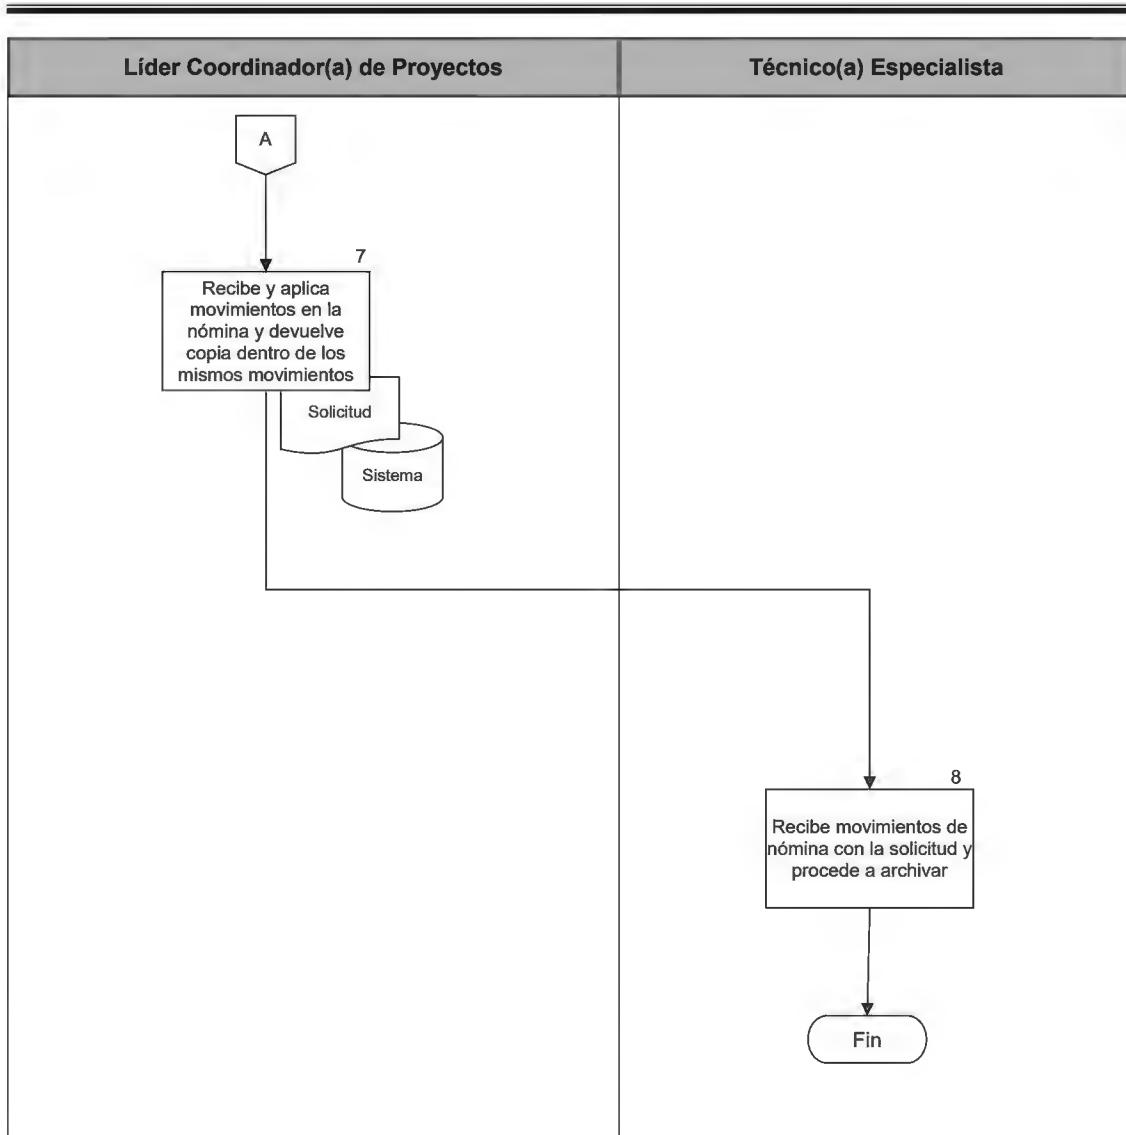 Líder Coordinador(a) de Proyectos
Técnico(a) Especialista
A
7
Recibe y aplica
movimientos en la
nómina y devuelve
copia dentro de los
mismos movimientos
Solicitud
Sistema
8
Recibe movimientos de
nómina con la solicitud y
procede a archivar
Fin